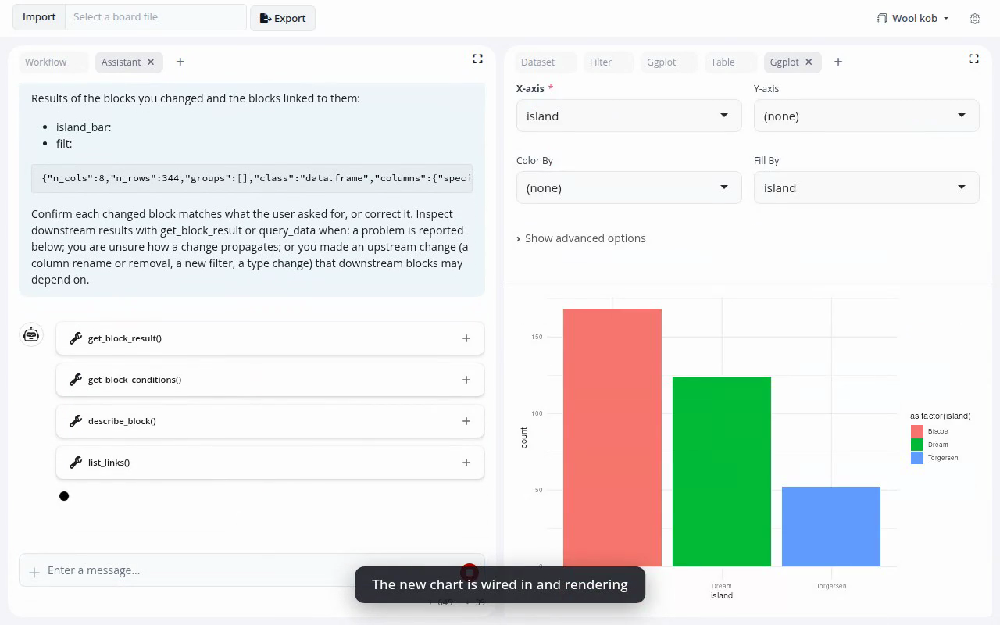 Import
Select a board file
Export
Wool kob
Workflow
Assistant
Dataset
Filter
Ggplot
Table
Ggplot
Results of the blocks you changed and the blocks linked to them:
• island_bar:
• filt:
{"n_cols":8,"n_rows":344,"groups":[],"class":"data.frame","columns":{"speci
Confirm each changed block matches what the user asked for, or correct it. Inspect
downstream results with get_block_result or query_data when: a problem is reported
below; you are unsure how a change propagates; or you made an upstream change (a
column rename or removal, a new filter, a type change) that downstream blocks may
depend on.
get_block_result()
get_block_conditions()
describe_block()
list_links()
Enter a message...
X-axis *
Y-axis
island
(none)
Color By
Fill By
(none)
island
› Show advanced options
150
100
50
count
Dream
Torgersen
island
as.factor(island)
Biscoe
Dream
Torgersen
The new chart is wired in and rendering